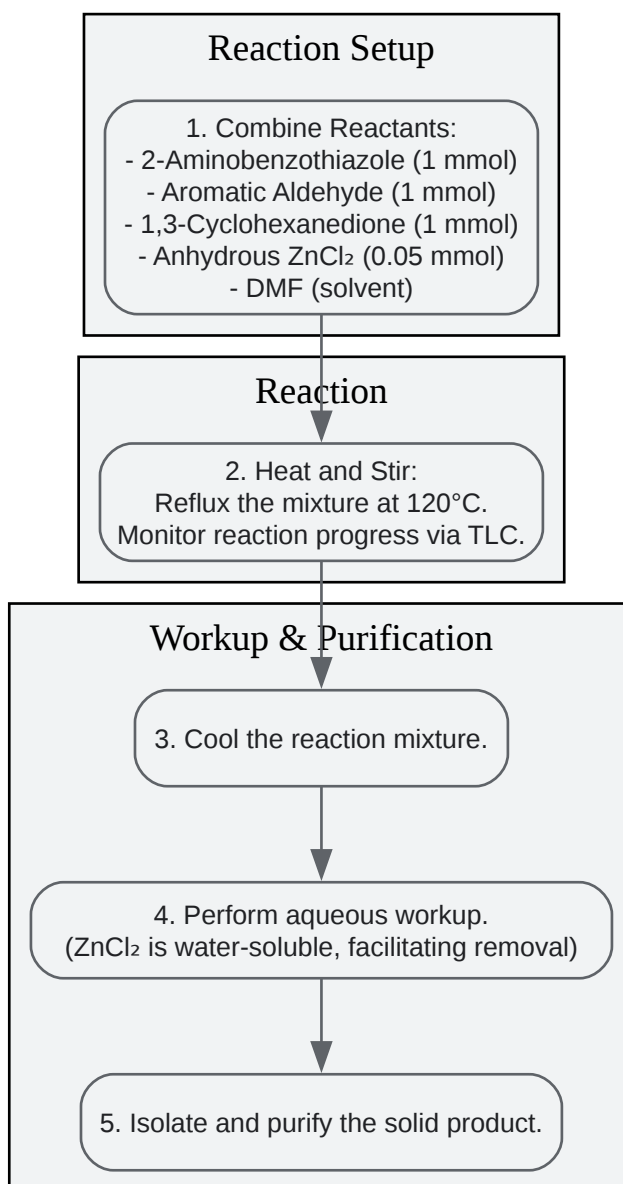 Reaction Setup
1. Combine Reactants:
- 2-Aminobenzothiazole (1 mmol)
- Aromatic Aldehyde (1 mmol)
- 1,3-Cyclohexanedione (1 mmol)
- Anhydrous ZnCl₂ (0.05 mmol)
- DMF (solvent)
Reaction
2. Heat and Stir:
Reflux the mixture at 120°C.
Monitor reaction progress via TLC.
Workup & Purification
3. Cool the reaction mixture.
4. Perform aqueous workup.
(ZnCl₂ is water-soluble, facilitating removal)
5. Isolate and purify the solid product.